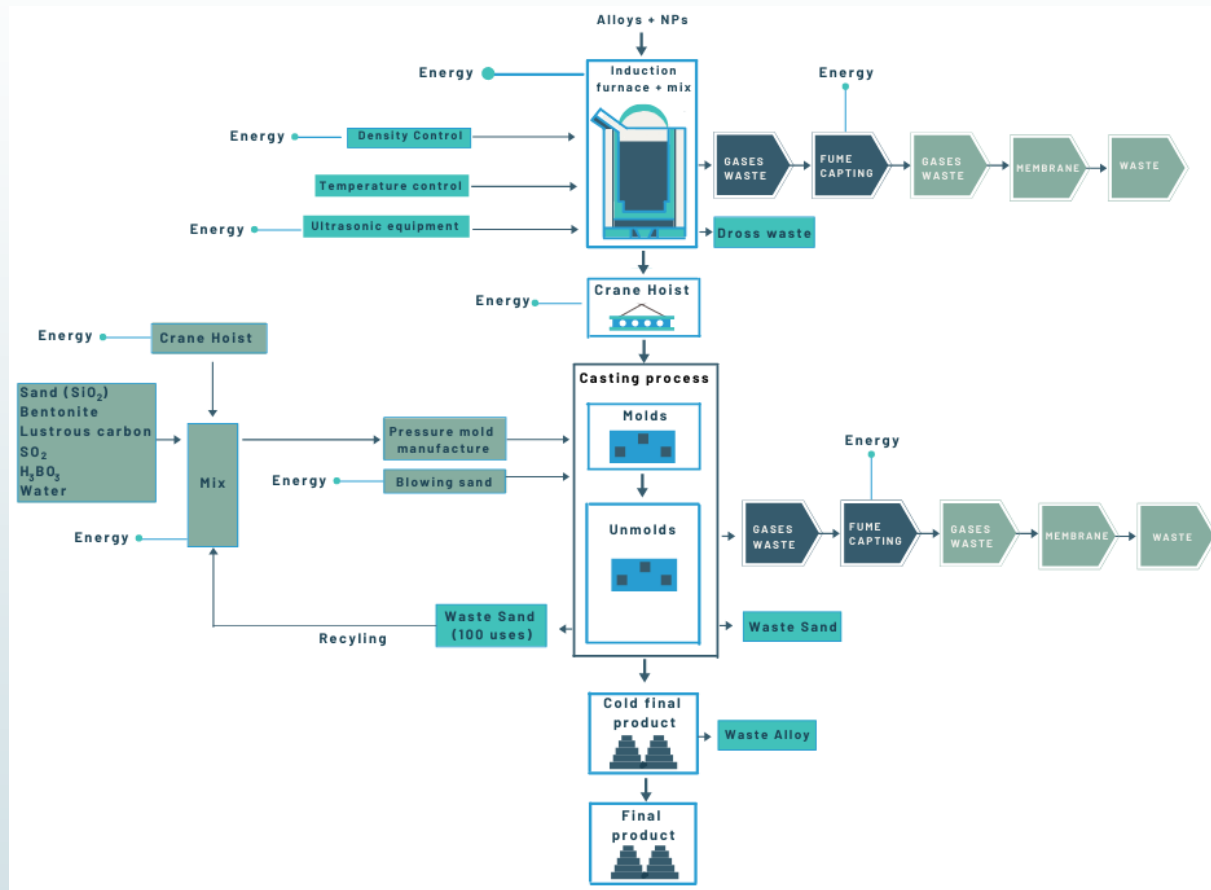 Alloys + NPs
Energy
Induction
furnace + mix
Energy
Energy
Density Control
Temperature control
Energy
Ultrasonic equipment
GASES
WASTE
FUME
CAPTING
GASES
WASTE
MEMBRANE
WASTE
Dross waste
Energy
Crane Hoist
Energy
Crane Hoist
Sand (SiO₂)
Bentonite
Lustrous carbon
SO₂
H₃BO₃
Water
Mix
Energy
Pressure mold
manufacture
Energy
Blowing sand
Casting process
Molds
Unmolds
Energy
GASES
WASTE
FUME
CAPTING
GASES
WASTE
MEMBRANE
WASTE
Waste Sand
(100 uses)
Recyling
Waste Sand
Cold final
product
Waste Alloy
Final
product